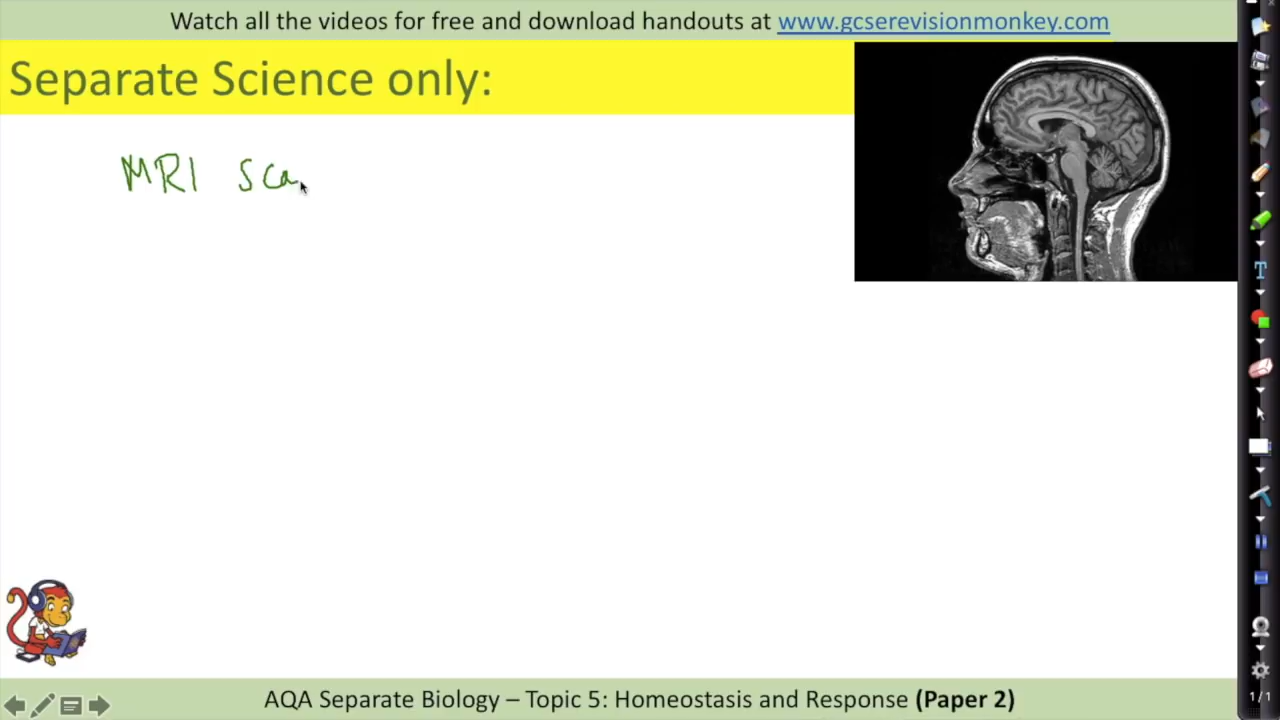 Watch all the videos for free and download handouts at www.gcserevisionmonkey.com
Separate Science only:
MRI Sca
AQA Separate Biology – Topic 5: Homeostasis and Response (Paper 2)
1/1